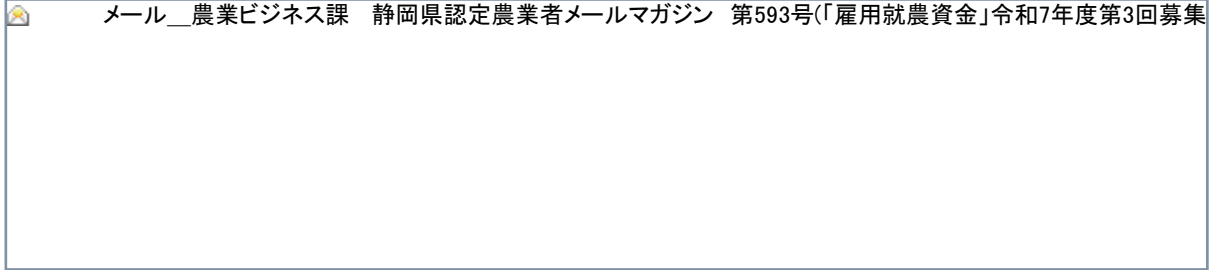 メール__農業ビジネス課　静岡県認定農業者メールマガジン　第593号(「雇用就農資金」令和7年度第3回募集